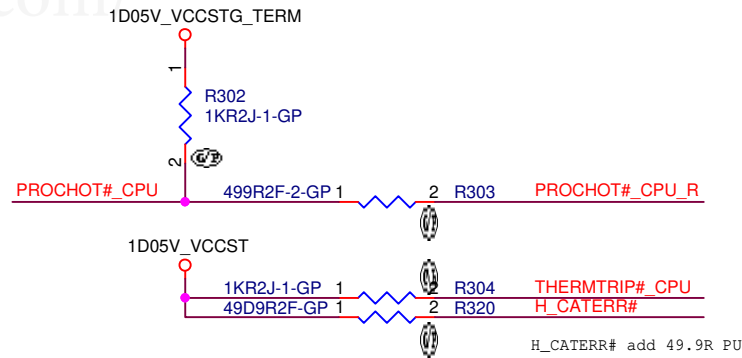 com
1D05V_VCCSTG_TERM
1
R302
1KR2J-1-GP
2
G/P
PROCHOT#_CPU 499R2F-2-GP 1 2 R303 PROCHOT#_CPU_R
G/P
1D05V_VCCST
1KR2J-1-GP 1 2 R304 THERMTRIP#_CPU
49D9R2F-GP 1 2 R320 H_CATERR#
H_CATERR# add 49.9R PU